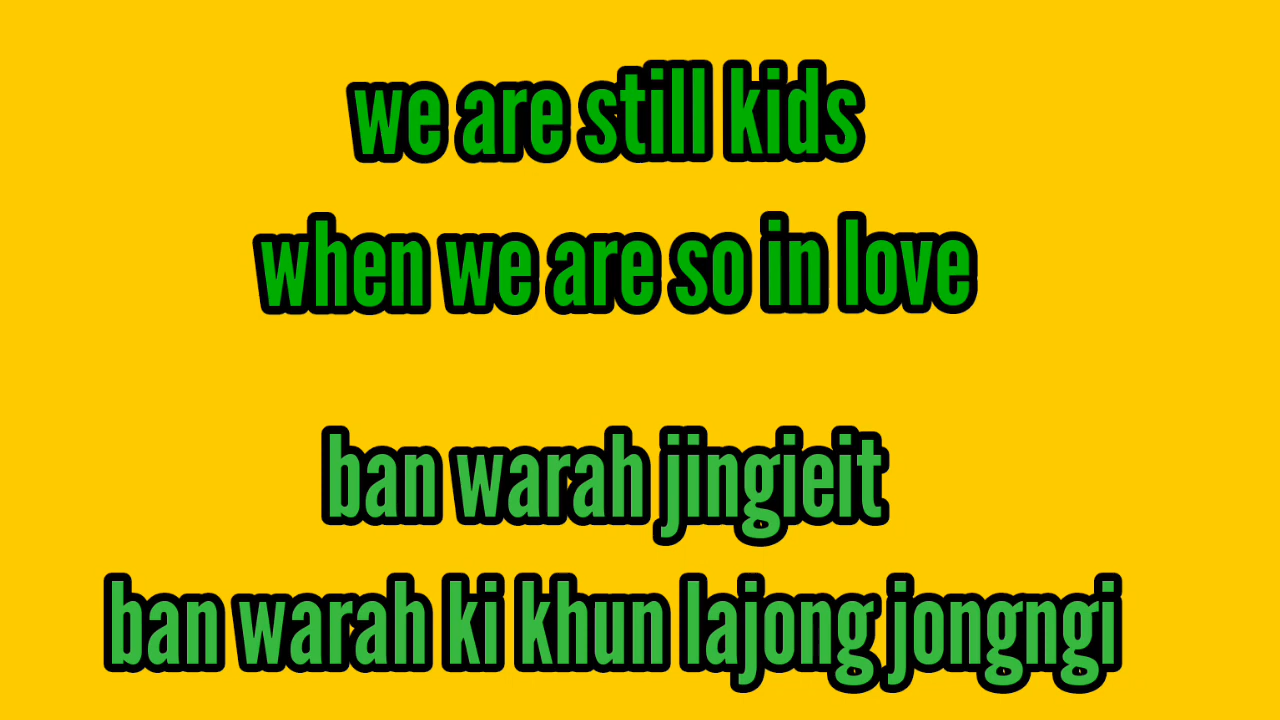 we are still kids
when we are so in love
ban warah jingieit
ban warah ki khun lajong jongngi